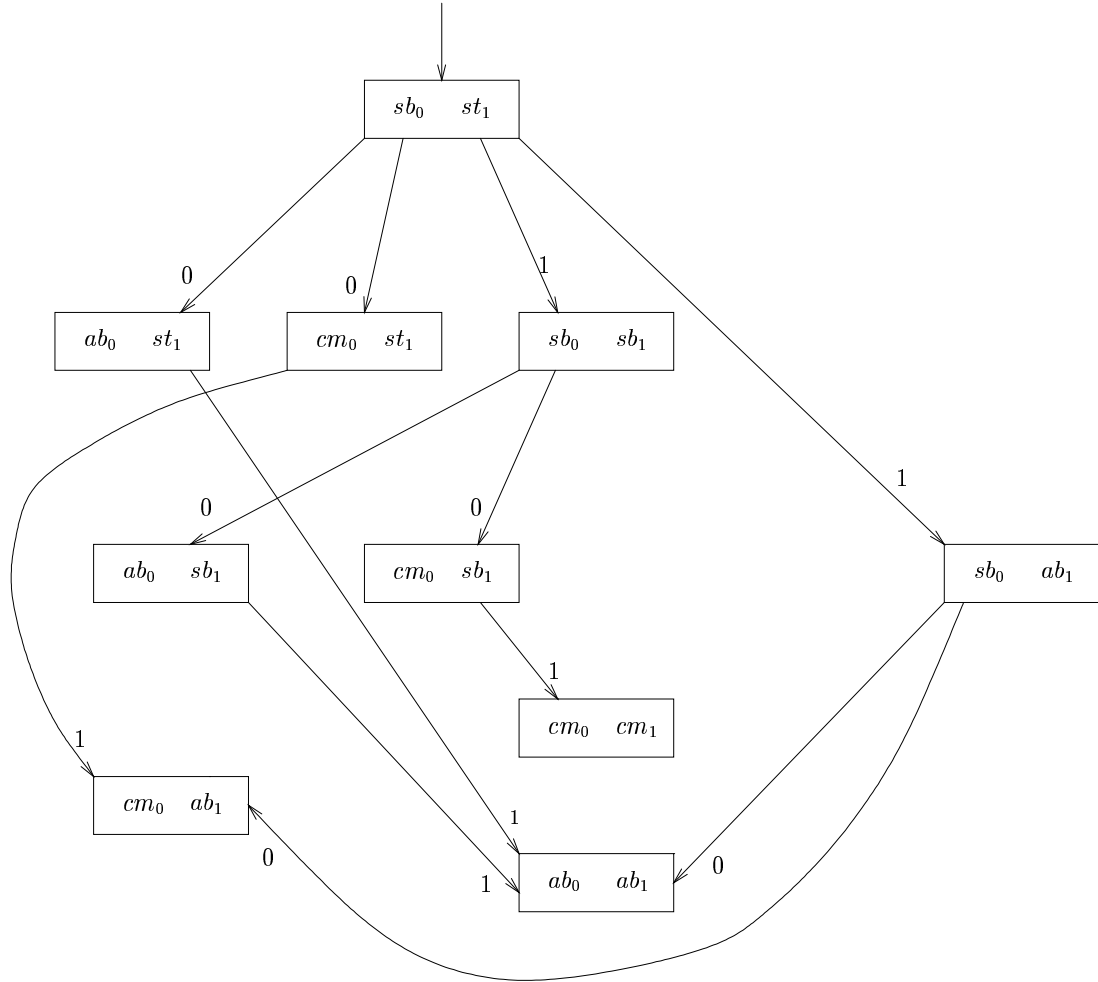 sb₀ st₁
0
0
1
ab₀ st₁
cm₀ st₁
sb₀ sb₁
1
0
0
ab₀ sb₁
cm₀ sb₁
sb₀ ab₁
1
cm₀ cm₁
1
cm₀ ab₁
1
0
0
1
ab₀ ab₁